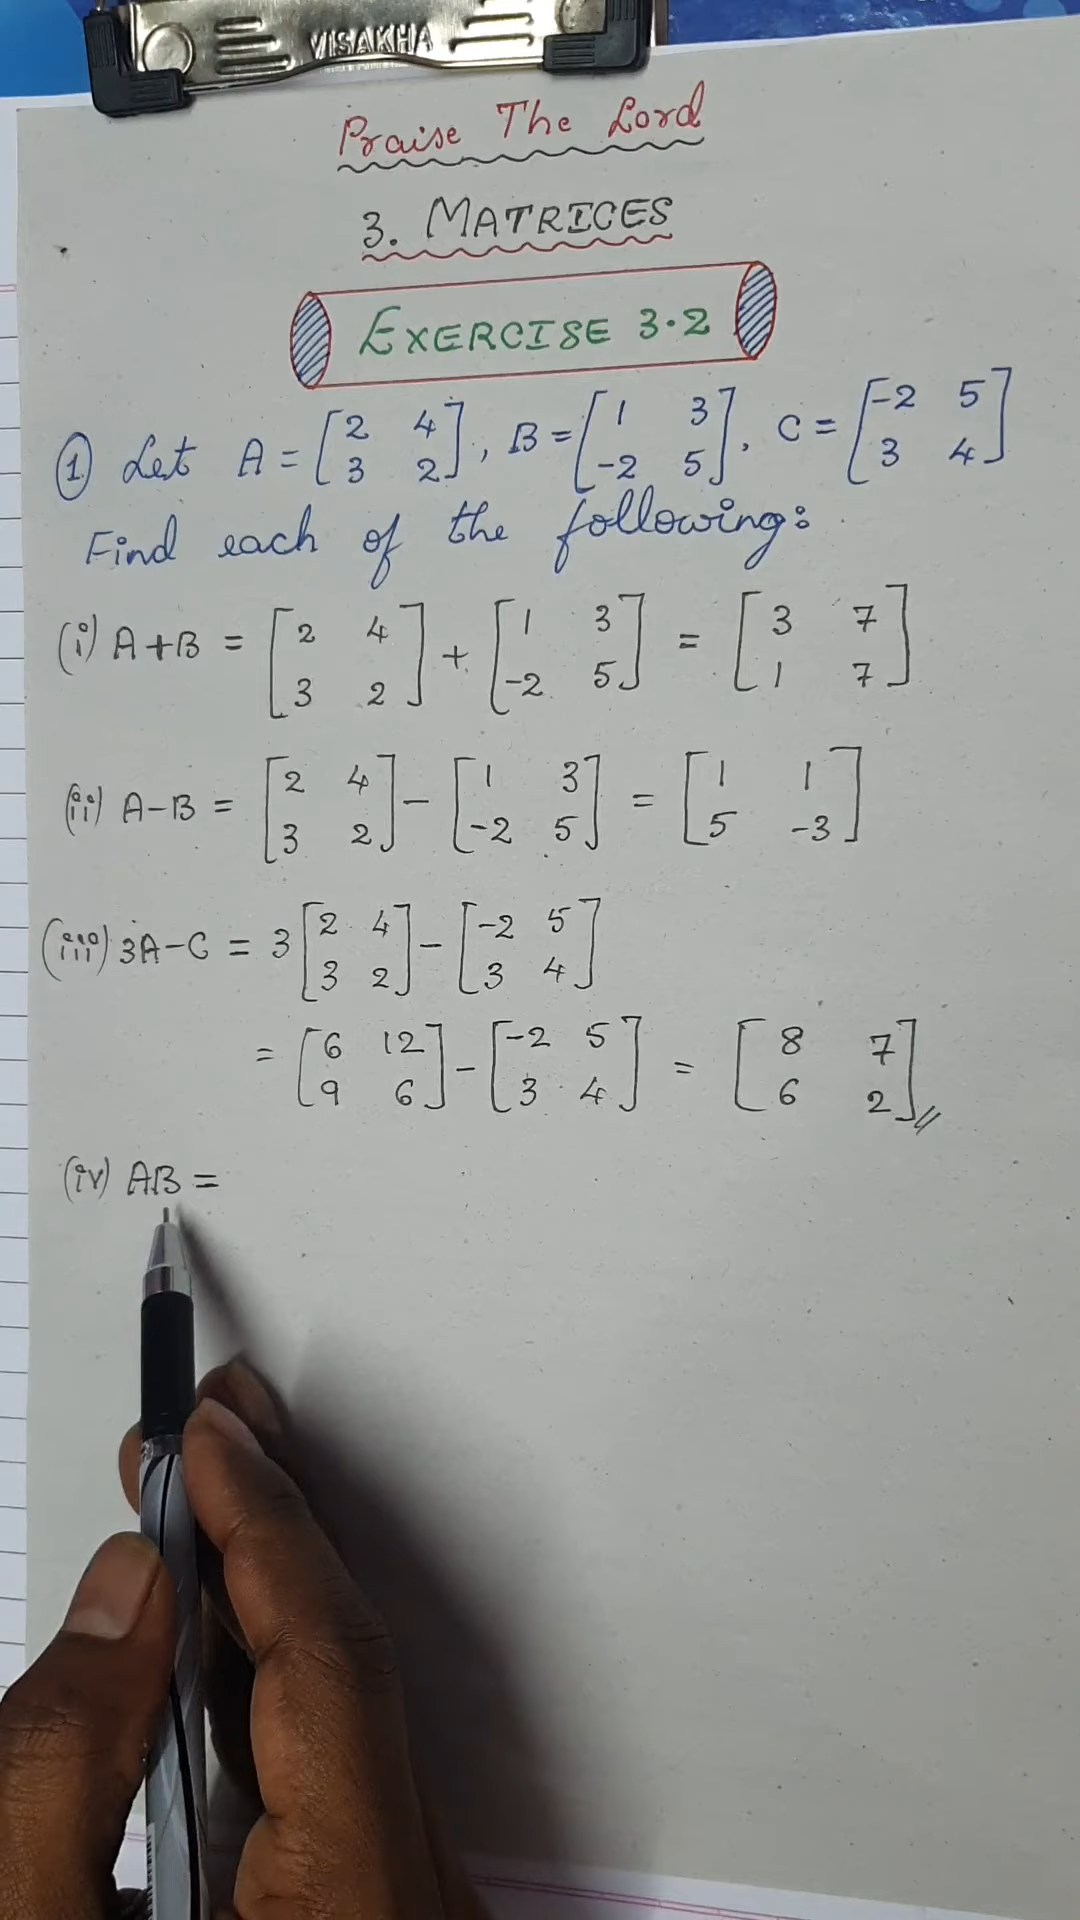 VISAKHA
Praise The Lord
3. MATRICES
EXERCISE 3.2
① Let A = [2 4 / 3 2], B = [1 3 / -2 5], C = [-2 5 / 3 4]
Find each of the following:
(i) A+B = [2 4 / 3 2] + [1 3 / -2 5] = [3 7 / 1 7]
(ii) A-B = [2 4 / 3 2] - [1 3 / -2 5] = [1 1 / 5 -3]
(iii) 3A-C = 3 [2 4 / 3 2] - [-2 5 / 3 4]
= [6 12 / 9 6] - [-2 5 / 3 4] = [8 7 / 6 2]
(iv) AB =